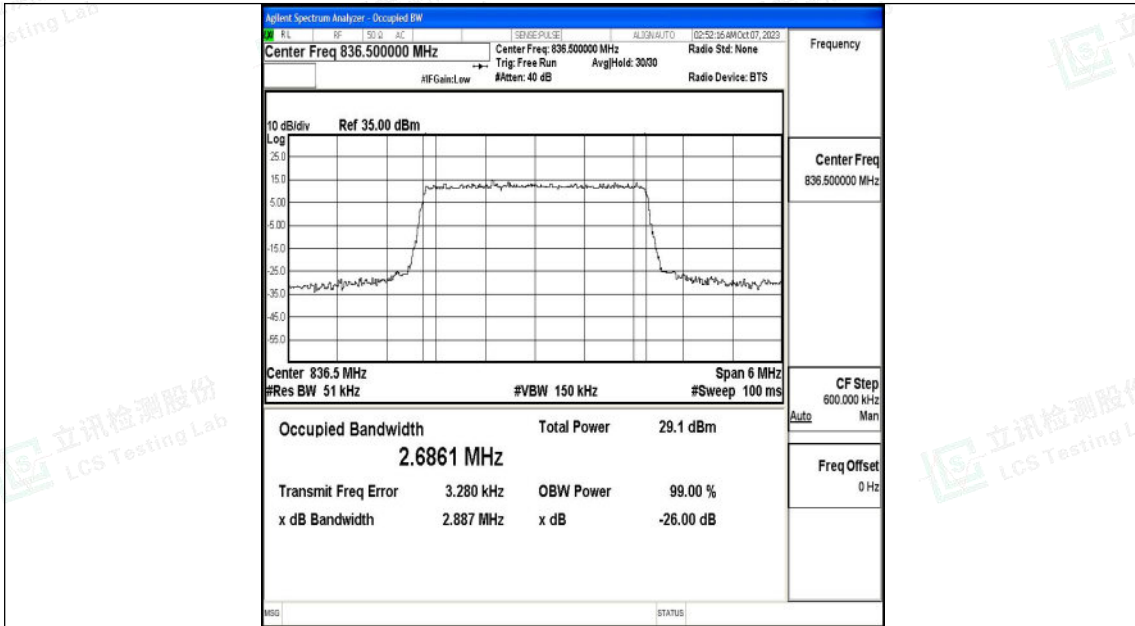 Agilent Spectrum Analyzer - Occupied BW
RL RF 50 Ω AC SENSE:PULSE ALIGNAUTO 02:52:16 AM Oct 07, 2023
Center Freq 836.500000 MHz
Center Freq: 836.500000 MHz
Radio Std: None
Trig: Free Run Avg|Hold: 30/30
#IFGain:Low
#Atten: 40 dB
Radio Device: BTS
Frequency
10 dB/div Ref 35.00 dBm
Log
25.0
15.0
5.00
-5.00
-15.0
-25.0
-35.0
-45.0
-55.0
Center Freq
836.500000 MHz
Center 836.5 MHz Span 6 MHz
#Res BW 51 kHz #VBW 150 kHz #Sweep 100 ms
CF Step
600.000 kHz
Auto Man
Occupied Bandwidth Total Power 29.1 dBm
2.6861 MHz
Transmit Freq Error 3.280 kHz OBW Power 99.00 %
x dB Bandwidth 2.887 MHz x dB -26.00 dB
Freq Offset
0 Hz
MSG STATUS
sting Lab
立讯检测股份
LCS Testing Lab
立讯检测股份
LCS Testing L